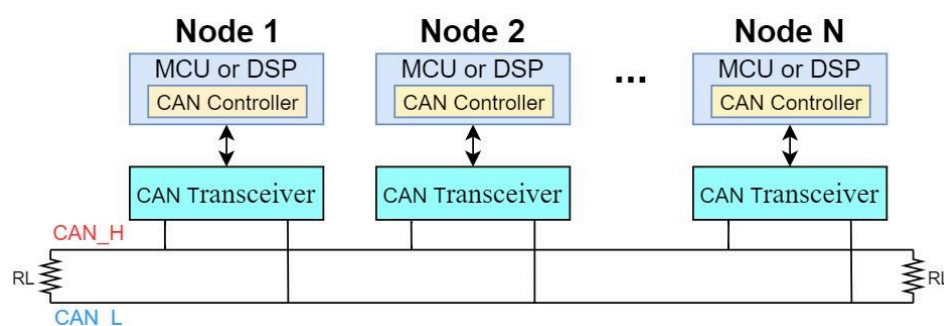 Node 1
Node 2
Node N
MCU or DSP
MCU or DSP
...
MCU or DSP
CAN Controller
CAN Controller
CAN Controller
CAN Transceiver
CAN Transceiver
CAN Transceiver
CAN_H
RL
RL
CAN_L